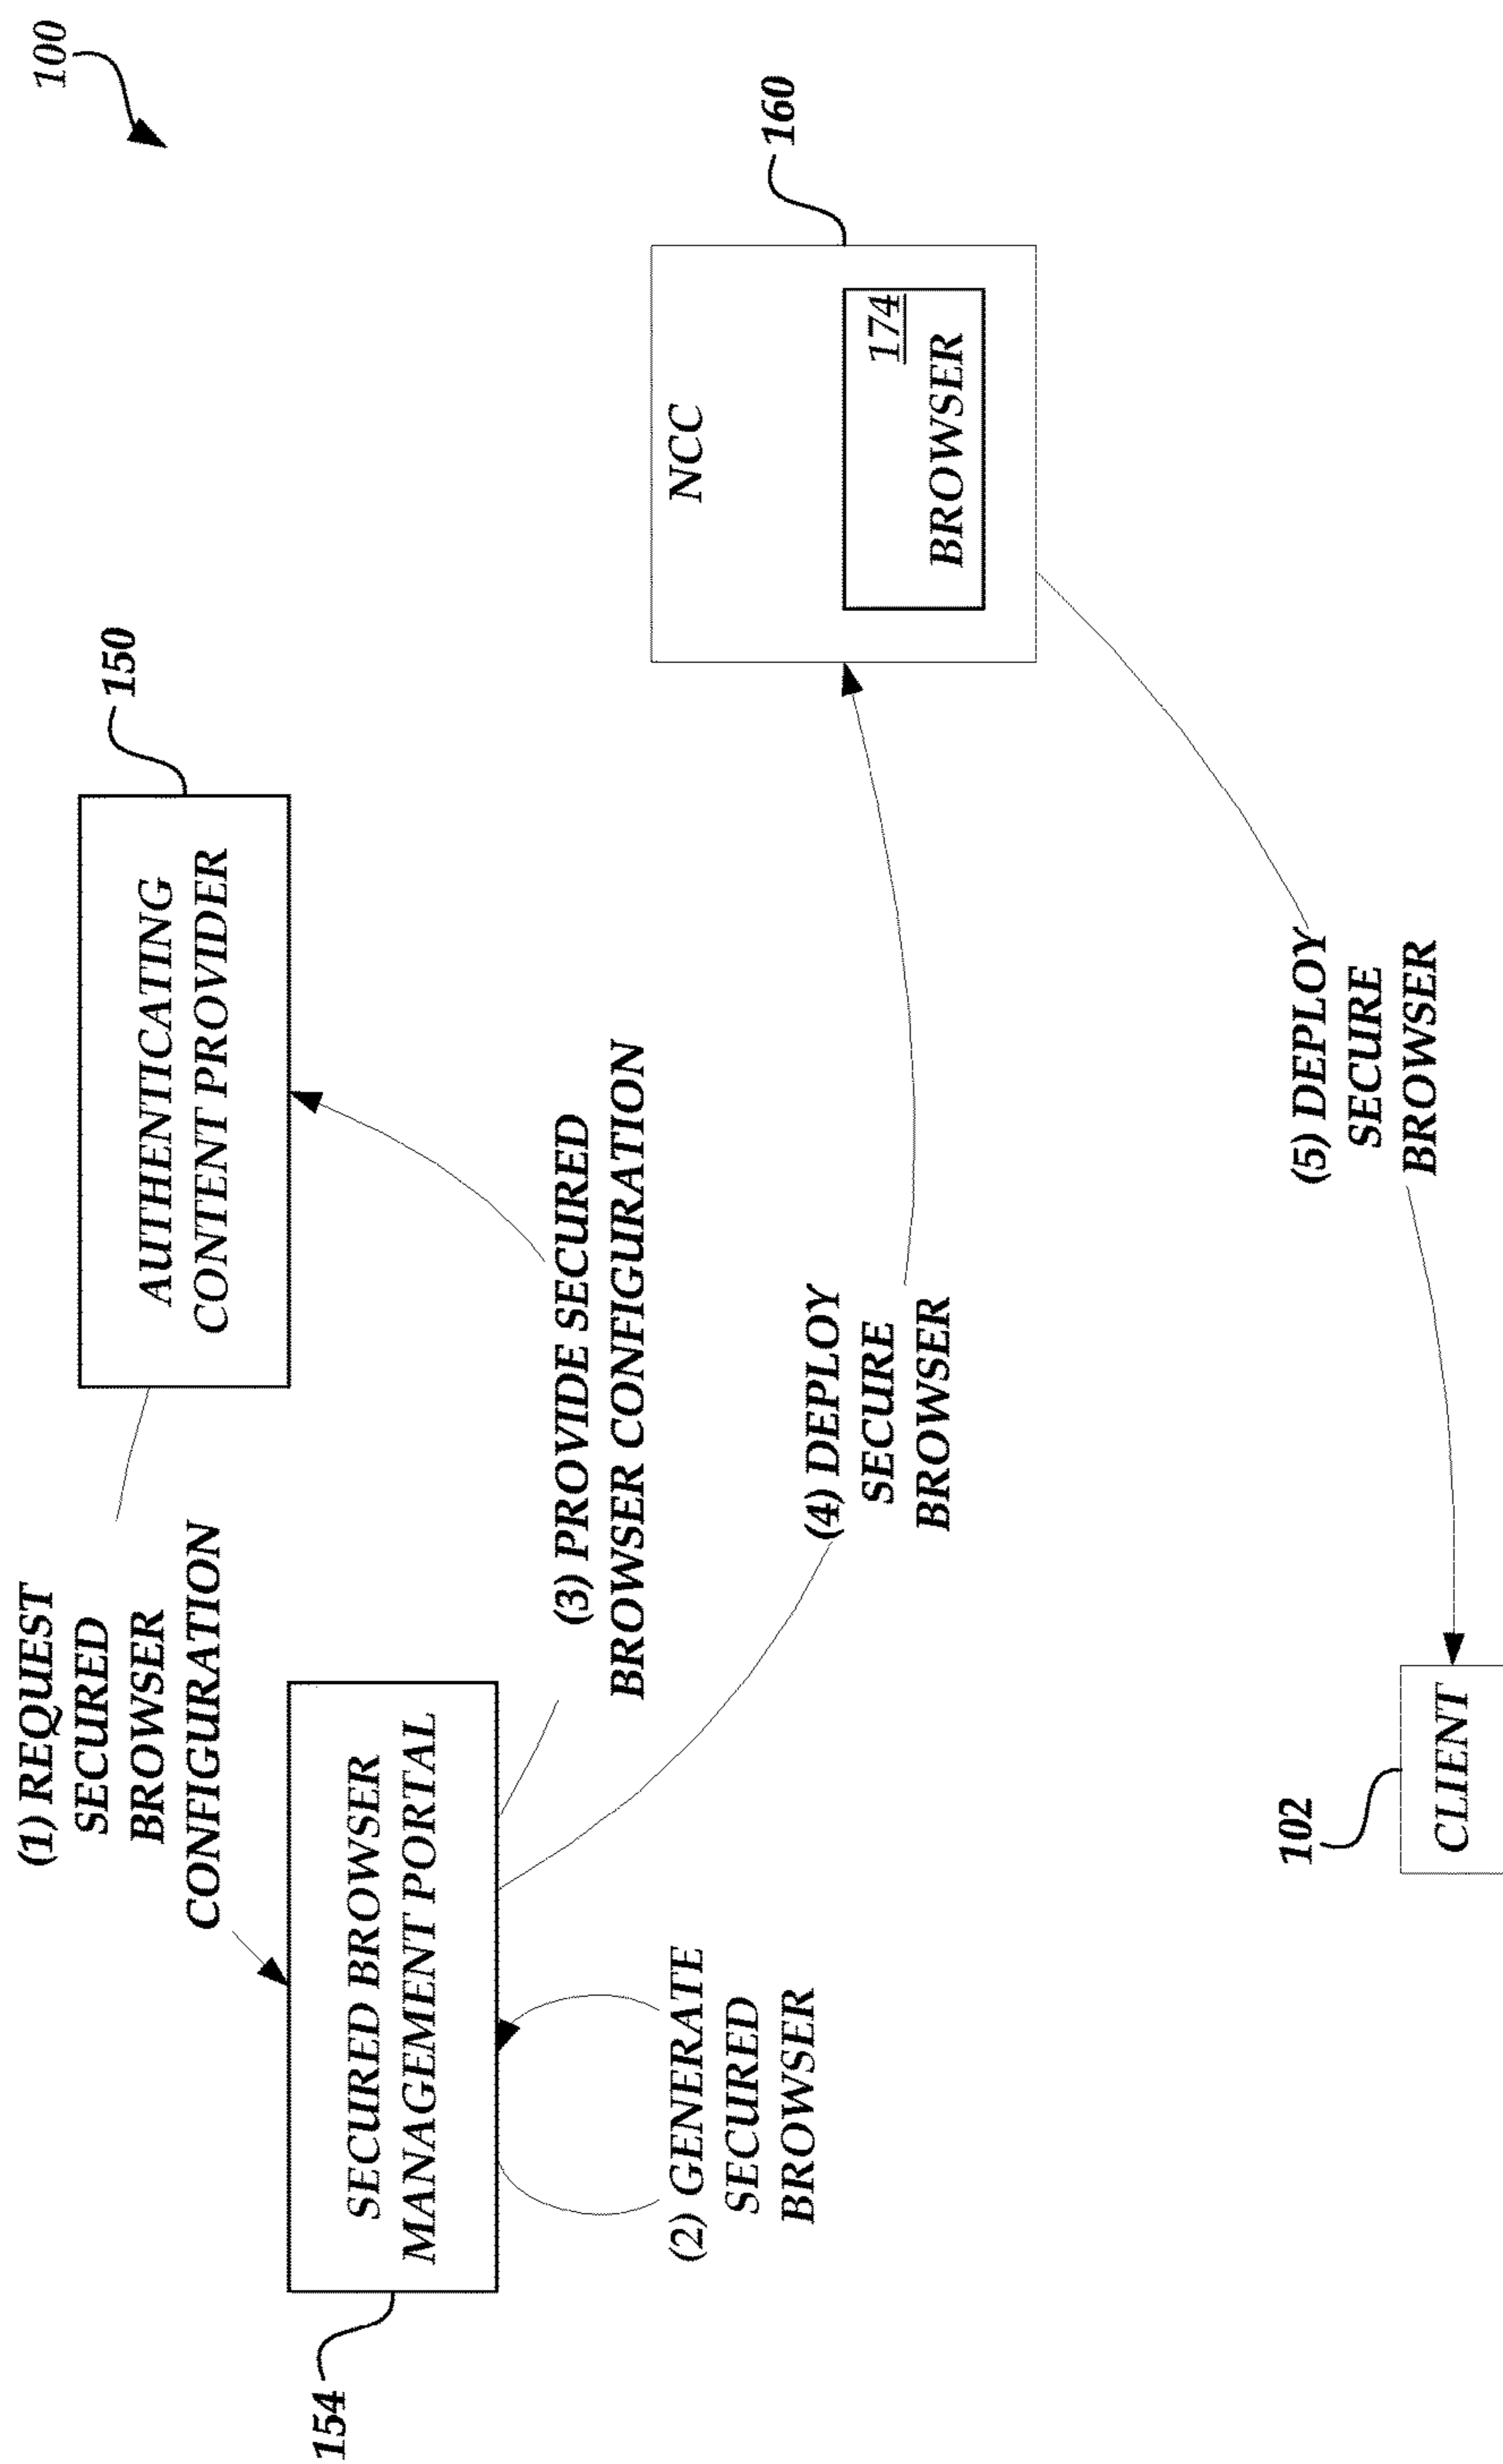 100
(1) REQUEST
SECURED
BROWSER
CONFIGURATION
AUTHENTICATING
CONTENT PROVIDER
150
154
SECURED BROWSER
MANAGEMENT PORTAL
(2) GENERATE
SECURED
BROWSER
(3) PROVIDE SECURED
BROWSER CONFIGURATION
(4) DEPLOY
SECURE
BROWSER
NCC
160
174
BROWSER
(5) DEPLOY
SECURE
BROWSER
102
CLIENT